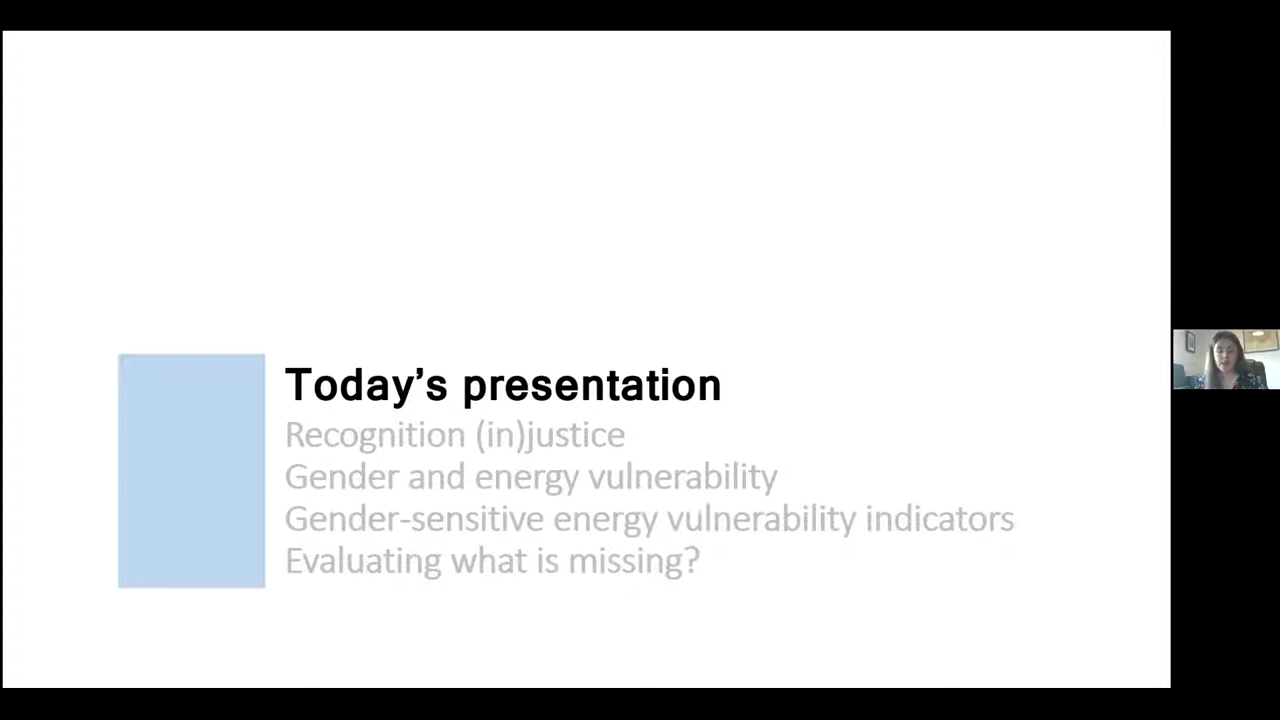 Today's presentation
Recognition (in)justice
Gender and energy vulnerability
Gender-sensitive energy vulnerability indicators
Evaluating what is missing?